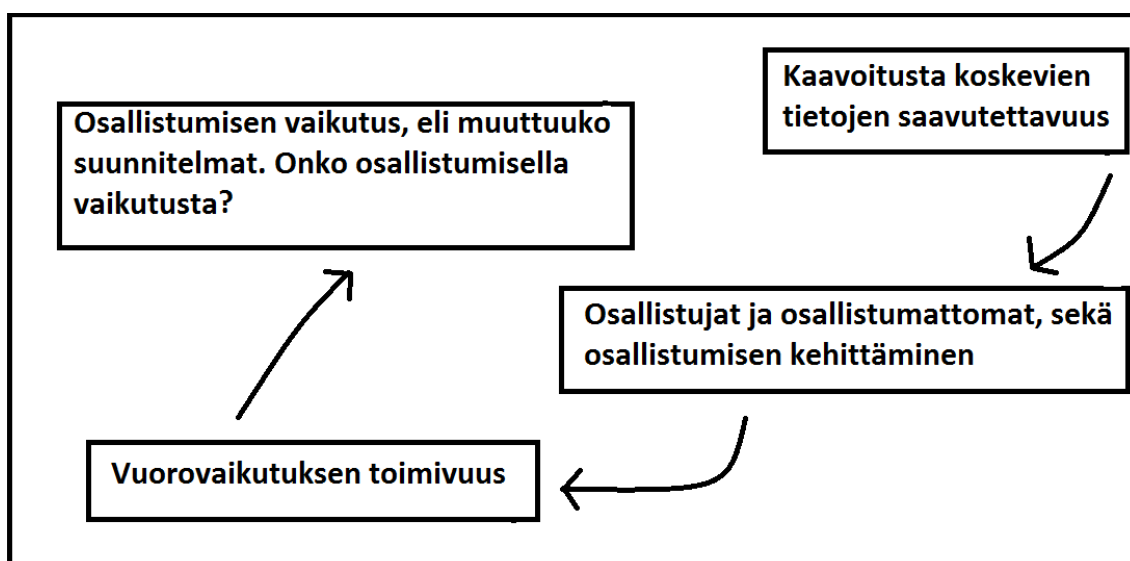 Kaavoitusta koskevien
tietojen saavutettavuus
Osallistumisen vaikutus, eli muuttuuko
suunnitelmat. Onko osallistumisella
vaikutusta?
Osallistujat ja osallistumattomat, sekä
osallistumisen kehittäminen
Vuorovaikutuksen toimivuus